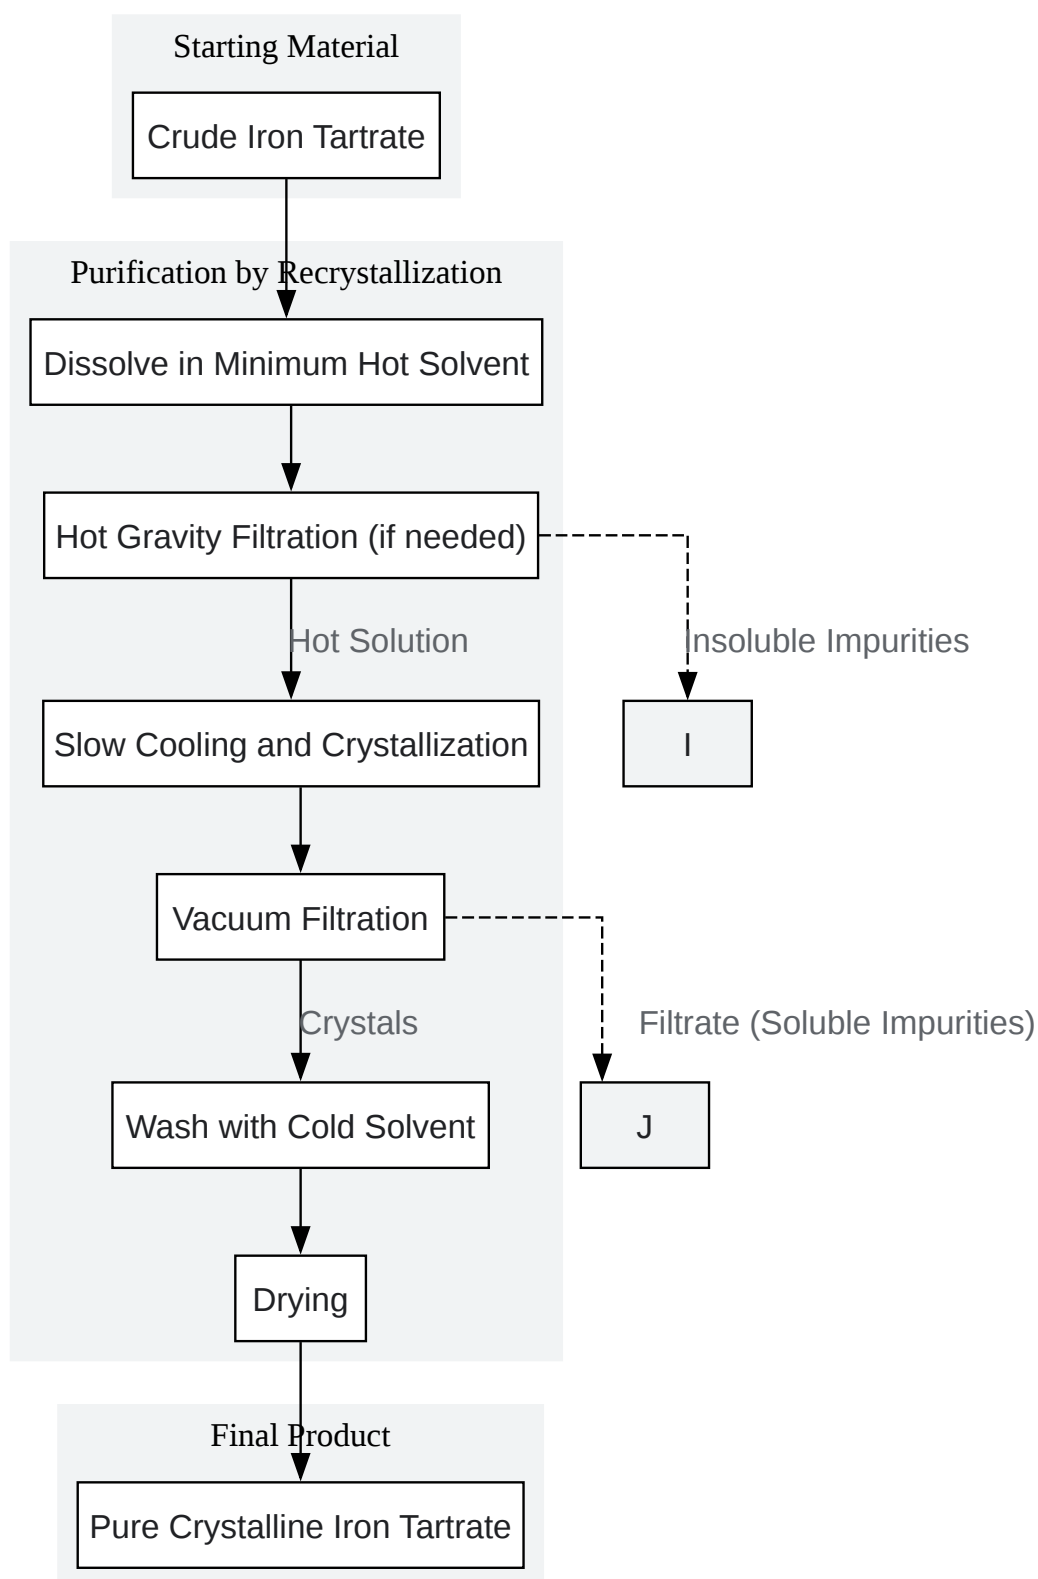 Starting Material
Crude Iron Tartrate
Purification by Recrystallization
Dissolve in Minimum Hot Solvent
Hot Gravity Filtration (if needed)
Hot Solution
Insoluble Impurities
Slow Cooling and Crystallization
I
Vacuum Filtration
Crystals
Filtrate (Soluble Impurities)
Wash with Cold Solvent
J
Drying
Final Product
Pure Crystalline Iron Tartrate